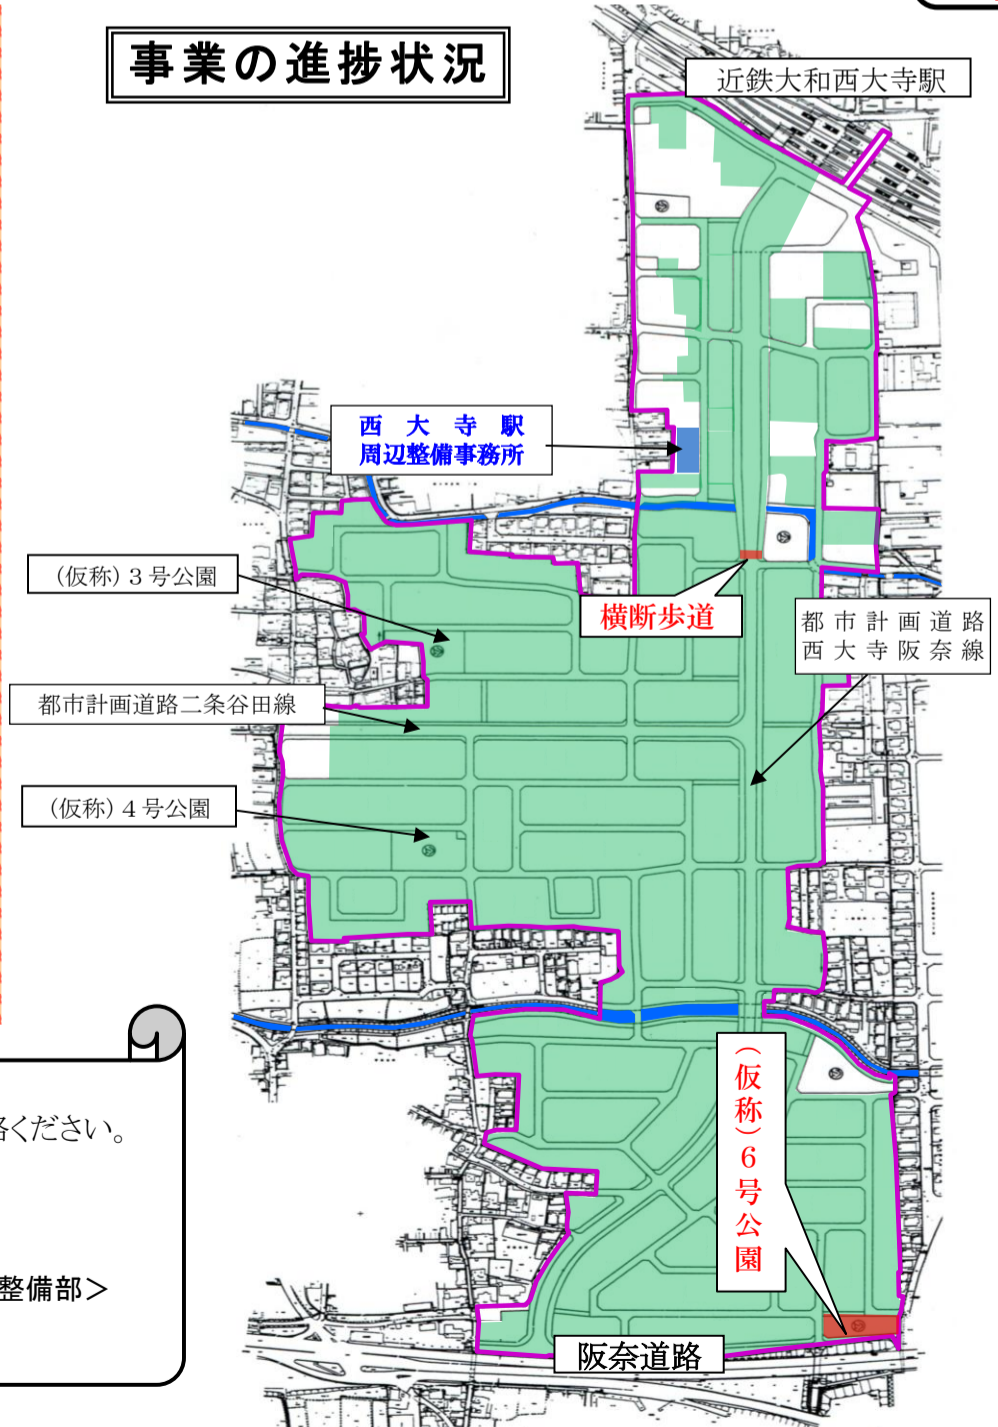 事業の進捗状況
近鉄大和西大寺駅
西大寺駅
周辺整備事務所
(仮称)3号公園
横断歩道
都市計画道路
西大寺阪奈線
都市計画道路二条谷田線
(仮称)4号公園
(仮称)6号公園
絡ください。
整備部>
阪奈道路